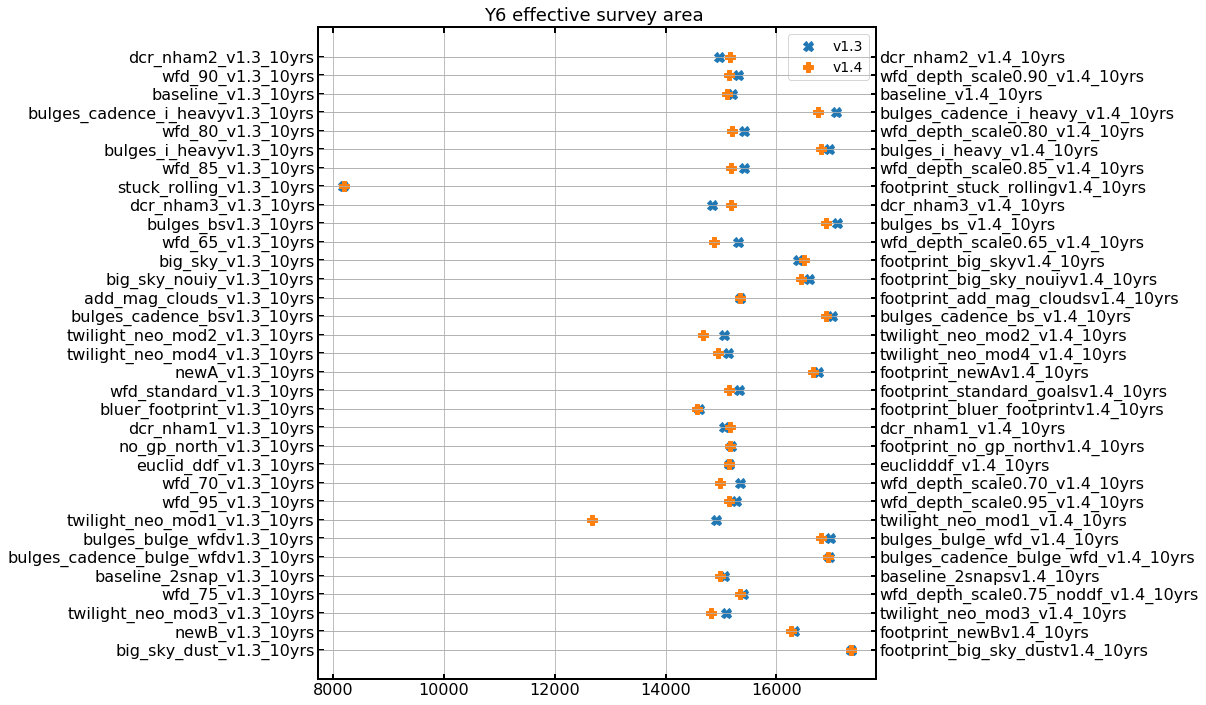 Y6 effective survey area
v1.3
v1.4
dcr_nham2_v1.3_10yrs dcr_nham2_v1.4_10yrs
wfd_90_v1.3_10yrs wfd_depth_scale0.90_v1.4_10yrs
baseline_v1.3_10yrs baseline_v1.4_10yrs
bulges_cadence_i_heavyv1.3_10yrs bulges_cadence_i_heavy_v1.4_10yrs
wfd_80_v1.3_10yrs wfd_depth_scale0.80_v1.4_10yrs
bulges_i_heavyv1.3_10yrs bulges_i_heavy_v1.4_10yrs
wfd_85_v1.3_10yrs wfd_depth_scale0.85_v1.4_10yrs
stuck_rolling_v1.3_10yrs footprint_stuck_rollingv1.4_10yrs
dcr_nham3_v1.3_10yrs dcr_nham3_v1.4_10yrs
bulges_bsv1.3_10yrs bulges_bs_v1.4_10yrs
wfd_65_v1.3_10yrs wfd_depth_scale0.65_v1.4_10yrs
big_sky_v1.3_10yrs footprint_big_skyv1.4_10yrs
big_sky_nouiy_v1.3_10yrs footprint_big_sky_nouiyv1.4_10yrs
add_mag_clouds_v1.3_10yrs footprint_add_mag_cloudsv1.4_10yrs
bulges_cadence_bsv1.3_10yrs bulges_cadence_bs_v1.4_10yrs
twilight_neo_mod2_v1.3_10yrs twilight_neo_mod2_v1.4_10yrs
twilight_neo_mod4_v1.3_10yrs twilight_neo_mod4_v1.4_10yrs
newA_v1.3_10yrs footprint_newAv1.4_10yrs
wfd_standard_v1.3_10yrs footprint_standard_goalsv1.4_10yrs
bluer_footprint_v1.3_10yrs footprint_bluer_footprintv1.4_10yrs
dcr_nham1_v1.3_10yrs dcr_nham1_v1.4_10yrs
no_gp_north_v1.3_10yrs footprint_no_gp_northv1.4_10yrs
euclid_ddf_v1.3_10yrs euclidddf_v1.4_10yrs
wfd_70_v1.3_10yrs wfd_depth_scale0.70_v1.4_10yrs
wfd_95_v1.3_10yrs wfd_depth_scale0.95_v1.4_10yrs
twilight_neo_mod1_v1.3_10yrs twilight_neo_mod1_v1.4_10yrs
bulges_bulge_wfdv1.3_10yrs bulges_bulge_wfd_v1.4_10yrs
bulges_cadence_bulge_wfdv1.3_10yrs bulges_cadence_bulge_wfd_v1.4_10yrs
baseline_2snap_v1.3_10yrs baseline_2snapsv1.4_10yrs
wfd_75_v1.3_10yrs wfd_depth_scale0.75_noddf_v1.4_10yrs
twilight_neo_mod3_v1.3_10yrs twilight_neo_mod3_v1.4_10yrs
newB_v1.3_10yrs footprint_newBv1.4_10yrs
big_sky_dust_v1.3_10yrs footprint_big_sky_dustv1.4_10yrs
8000 10000 12000 14000 16000